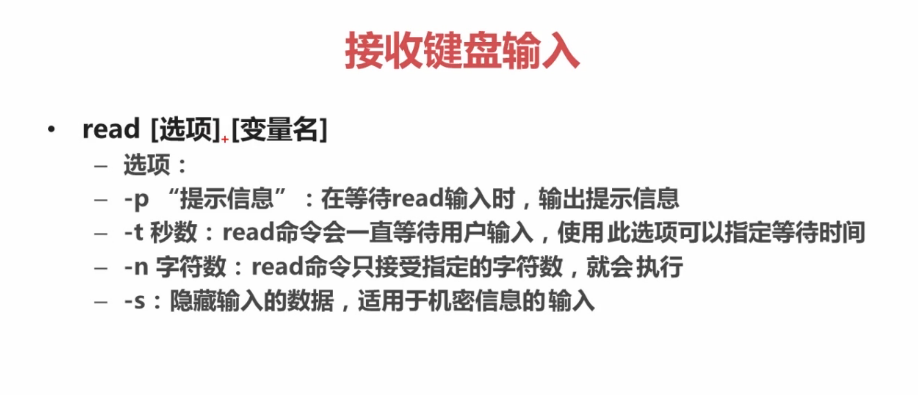 接收键盘输入
• read [选项] [变量名]
– 选项：
– -p “提示信息”：在等待read输入时，输出提示信息
– -t 秒数：read命令会一直等待用户输入，使用此选项可以指定等待时间
– -n 字符数：read命令只接受指定的字符数，就会执行
– -s：隐藏输入的数据，适用于机密信息的输入